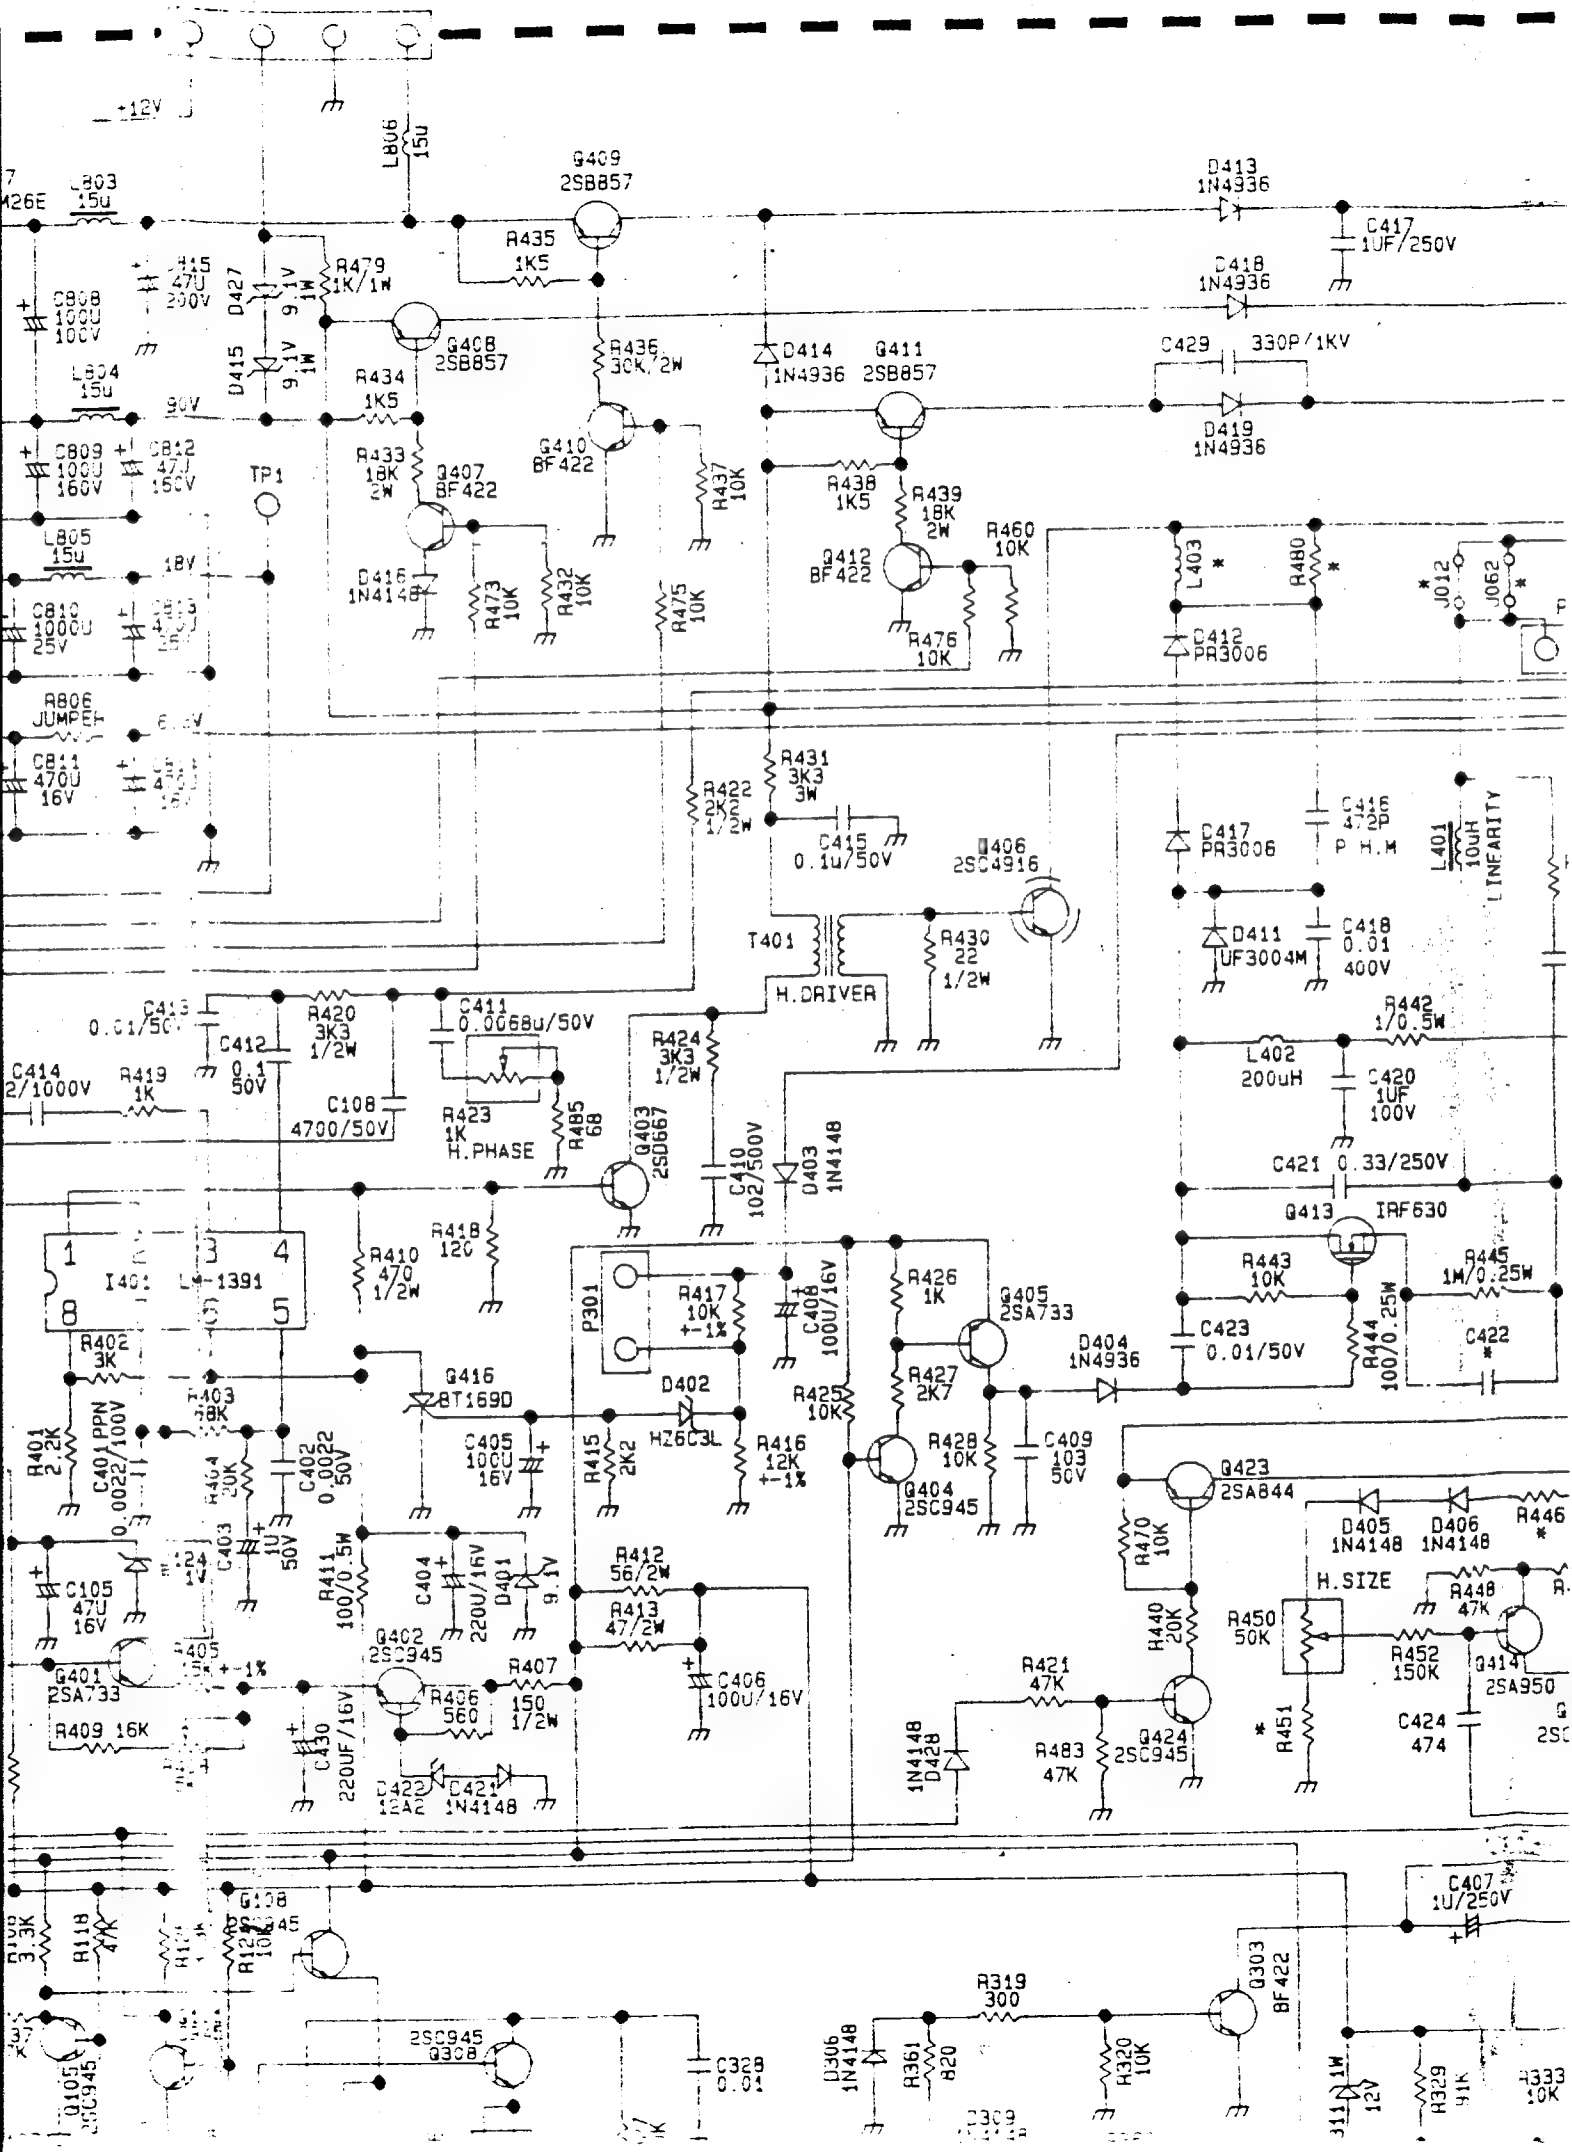 +12V
L806
15u
Q409
2SB857
D413
1N4936
7
M26E
L803
15u
R435
1K5
C417
1UF/250V
R479
1K/1W
D427
9.1V
1W
47U
200V
D418
1N4936
C808
100U
100V
Q408
2SB857
R436
30K/2W
D414
1N4936
Q411
2SB857
C429
330P/1KV
D415
9.1V
1W
L804
15u
R434
1K5
90V
D419
1N4936
Q410
BF422
C809
100U
160V
C812
47U
160V
TP1
R433
18K
2W
Q407
BF422
R437
10K
R438
1K5
R439
18K
2W
R460
10K
L805
15u
18V
D416
1N4148
R473
10K
R432
10K
R475
10K
Q412
BF422
L403
*
R480
*
*
J012
J062
*
P
C810
1000U
25V
R476
10K
D412
PR3006
R806
JUMPER
C811
470U
16V
R431
3K3
3W
R422
2K2
1/2W
C415
0.1u/50V
C417
PR3006
C416
472P
P.H.M
L401
10uH
LINEARITY
406
2SC4916
T401
H.DRIVER
R430
22
1/2W
D411
UF3004M
C418
0.01
400V
C413
0.01/50V
C412
0.1
50V
R420
3K3
1/2W
C411
0.0068u/50V
R424
3K3
1/2W
R442
1/0.5W
L402
200uH
C420
1UF
100V
C414
2/1000V
R419
1K
C108
4700/50V
R423
1K
H.PHASE
R485
68
Q403
2SD667
C410
102/500V
D403
1N4148
C421
0.33/250V
Q413
IRF630
1
3
4
I401
LM-1391
8
5
R410
470
1/2W
R418
120
P301
R417
10K
+-1%
C408
100U/16V
R426
1K
Q405
2SA733
R443
10K
R445
1M/0.25W
R402
3K
R403
68K
Q416
BT169D
D402
HZ6C3L
R425
10K
R427
2K7
D404
1N4936
C423
0.01/50V
R444
100/0.25W
C422
*
R401
2.2K
C401 PPN
0.0022/100V
R404
20K
C402
0.0022
50V
C405
100U
16V
R415
2K2
R416
12K
+-1%
Q404
2SC945
R428
10K
C409
103
50V
Q423
2SA844
C403
1U
50V
R470
10K
D405
1N4148
D406
1N4148
R446
*
C105
47U
16V
R411
100/0.5W
C404
220U/16V
D401
9.1V
R412
56/2W
R413
47/2W
H.SIZE
R448
47K
R440
20K
R450
50K
R452
150K
Q414
2SA950
Q401
2SA733
R405
+-1%
Q402
2SC945
R406
560
R407
150
1/2W
C406
100U/16V
R421
47K
R409 16K
C430
220UF/16V
D422
12A2
D421
1N4148
1N4148
D428
R483
47K
Q424
2SC945
*
R451
C424
474
2SC
3.3K
R118
47K
Q108
10K
C407
1U/250V
Q303
BF422
R319
300
Q105
2SC945
2SC945
Q308
C328
0.01
D306
1N4148
R361
820
R320
10K
311
1W
12V
R329
91K
R333
10K